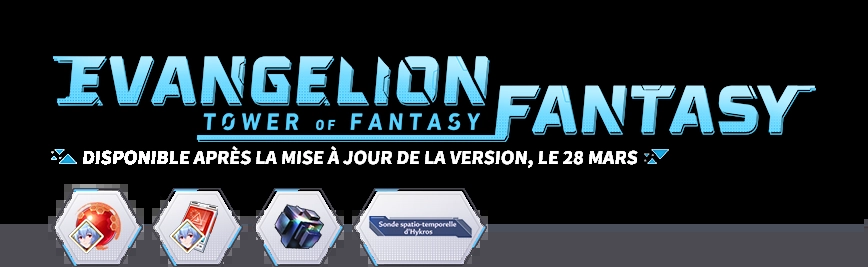 EVANGELION
FANTASY
TOWER OF FANTASY
DISPONIBLE APRÈS LA MISE À JOUR DE LA VERSION, LE 28 MARS
Sonde spatio-temporelle
d'Hykros